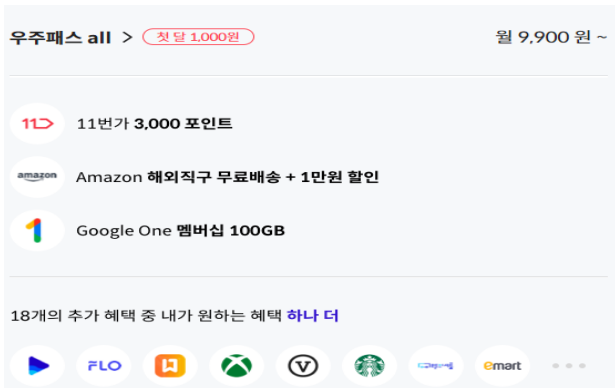 우주패스 all > 첫 달 1,000원 월 9,900 원 ~
11번가 3,000 포인트
amazon Amazon 해외직구 무료배송 + 1만원 할인
Google One 멤버십 100GB
18개의 추가 혜택 중 내가 원하는 혜택 하나 더
FLO V emart